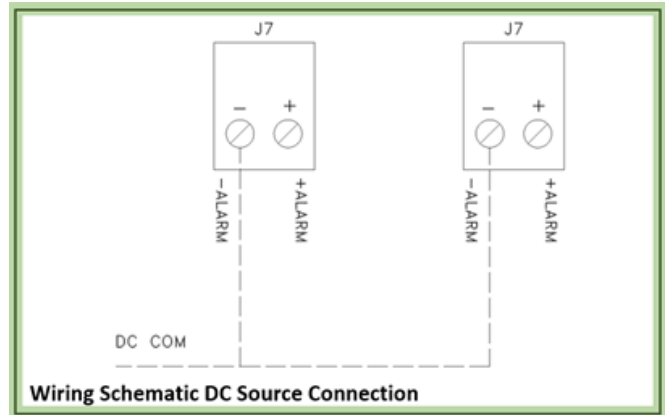 J7 J7
− + − +
−ALARM +ALARM −ALARM +ALARM
DC COM
Wiring Schematic DC Source Connection